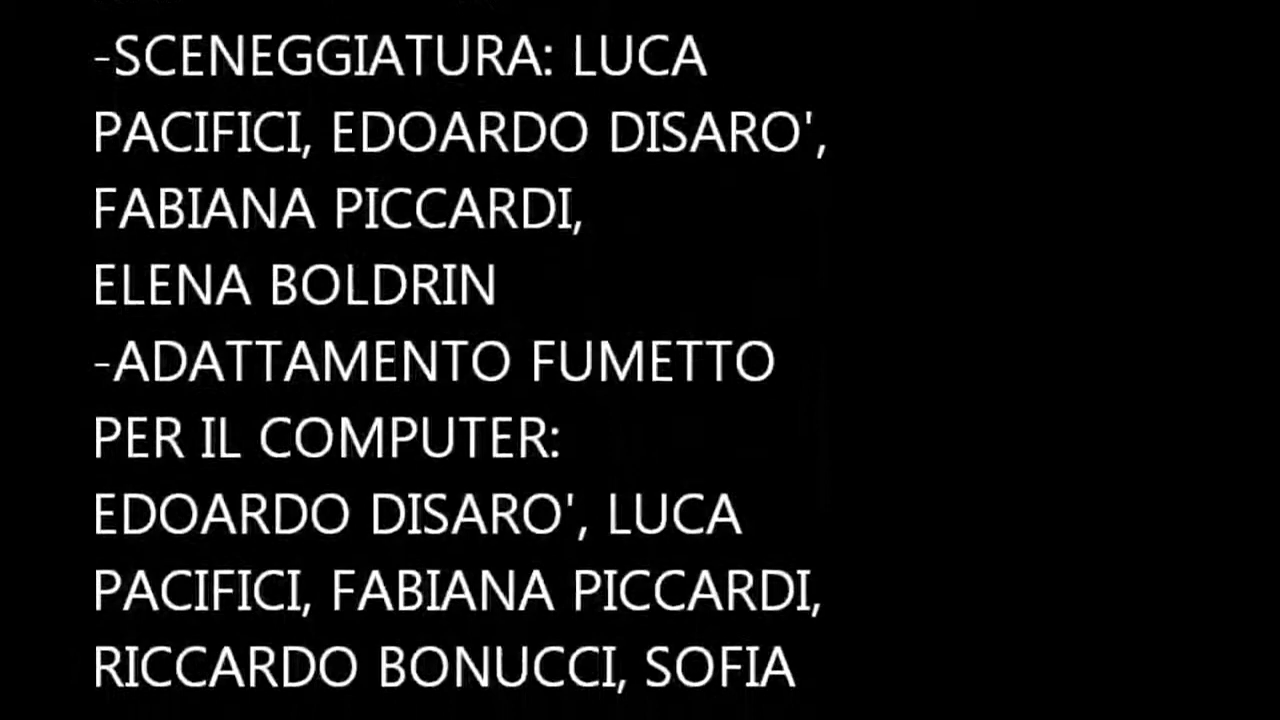 -SCENEGGIATURA: LUCA
PACIFICI, EDOARDO DISARO',
FABIANA PICCARDI,
ELENA BOLDRIN
-ADATTAMENTO FUMETTO
PER IL COMPUTER:
EDOARDO DISARO', LUCA
PACIFICI, FABIANA PICCARDI,
RICCARDO BONUCCI, SOFIA